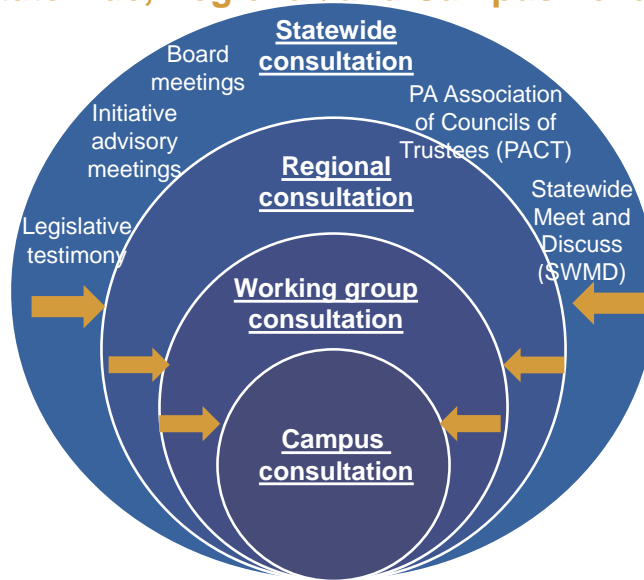 Statewide
consultation
Board
meetings
Initiative
advisory
meetings
PA Association
of Councils of
Trustees (PACT)
Regional
consultation
Statewide
Meet and
Discuss
(SWMD)
Legislative
testimony
Working group
consultation
Campus
consultation